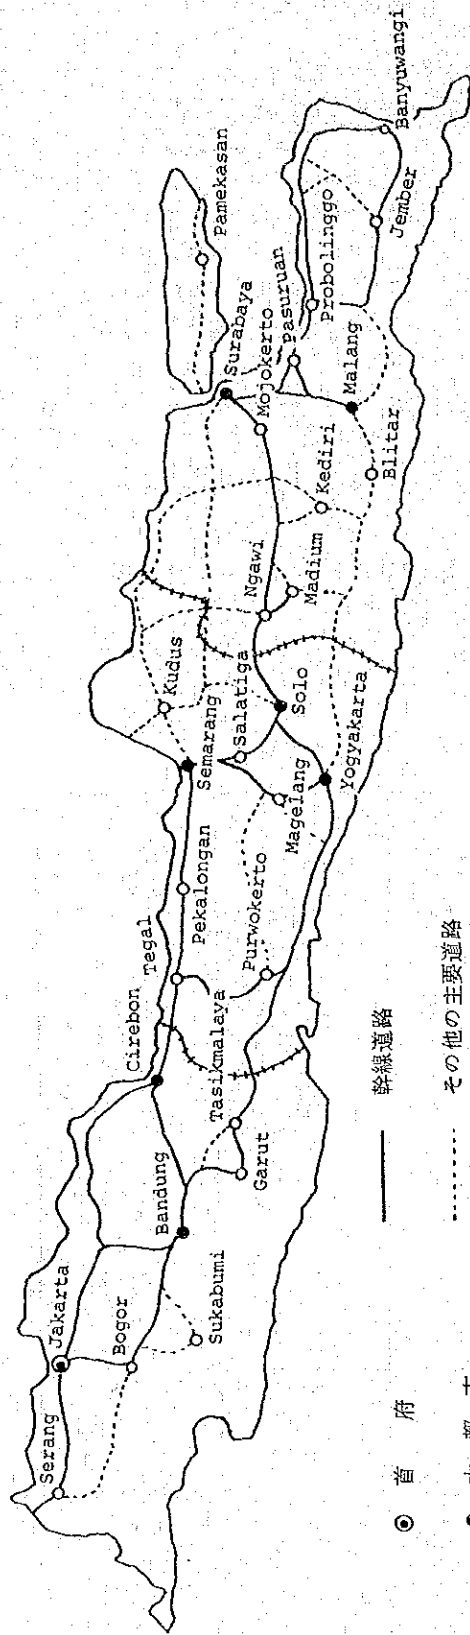 Serang
Jakarta
Bogor
Sukabumi
Bandung
Cirebon
Tegal
Tasikmalaya
Garut
Pekalongan
Purwokerto
Semarang
Kudus
Salatiga
Magelang
Solo
Yogyakarta
Ngawi
Madium
Kediri
Blitar
Malang
Mojokerto
Surabaya
Pamekasan
Pasuruan
Probolinggo
Jember
Banyuwangi
首府
幹線道路
その他の主要道路